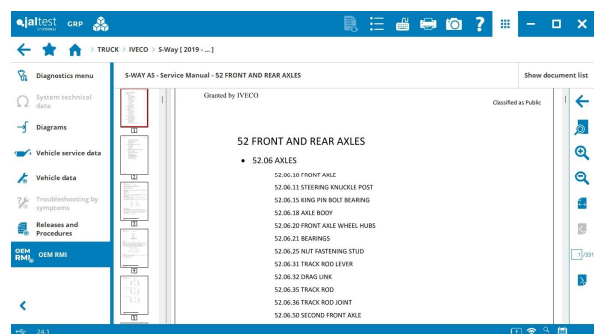 jaltest GRP
> TRUCK > IVECO > S-Way [ 2019 - ... ]
Diagnostics menu
S-WAY AS - Service Manual - 52 FRONT AND REAR AXLES
Show document list
System technical data
Diagrams
Vehicle service data
Vehicle data
Troubleshooting by symptoms
Releases and Procedures
OEM RMI OEM RMI
1
2
3
4
5
Granted by IVECO
Classified as Public
52 FRONT AND REAR AXLES
• 52.06 AXLES
52.06.10 FRONT AXLE
52.06.11 STEERING KNUCKLE POST
52.06.15 KING PIN BOLT BEARING
52.06.18 AXLE BODY
52.06.20 FRONT AXLE WHEEL HUBS
52.06.21 BEARINGS
52.06.25 NUT FASTENING STUD
52.06.31 TRACK ROD LEVER
52.06.32 DRAG LINK
52.06.35 TRACK ROD
52.06.36 TRACK ROD JOINT
52.06.50 SECOND FRONT AXLE
1 /331
24.1